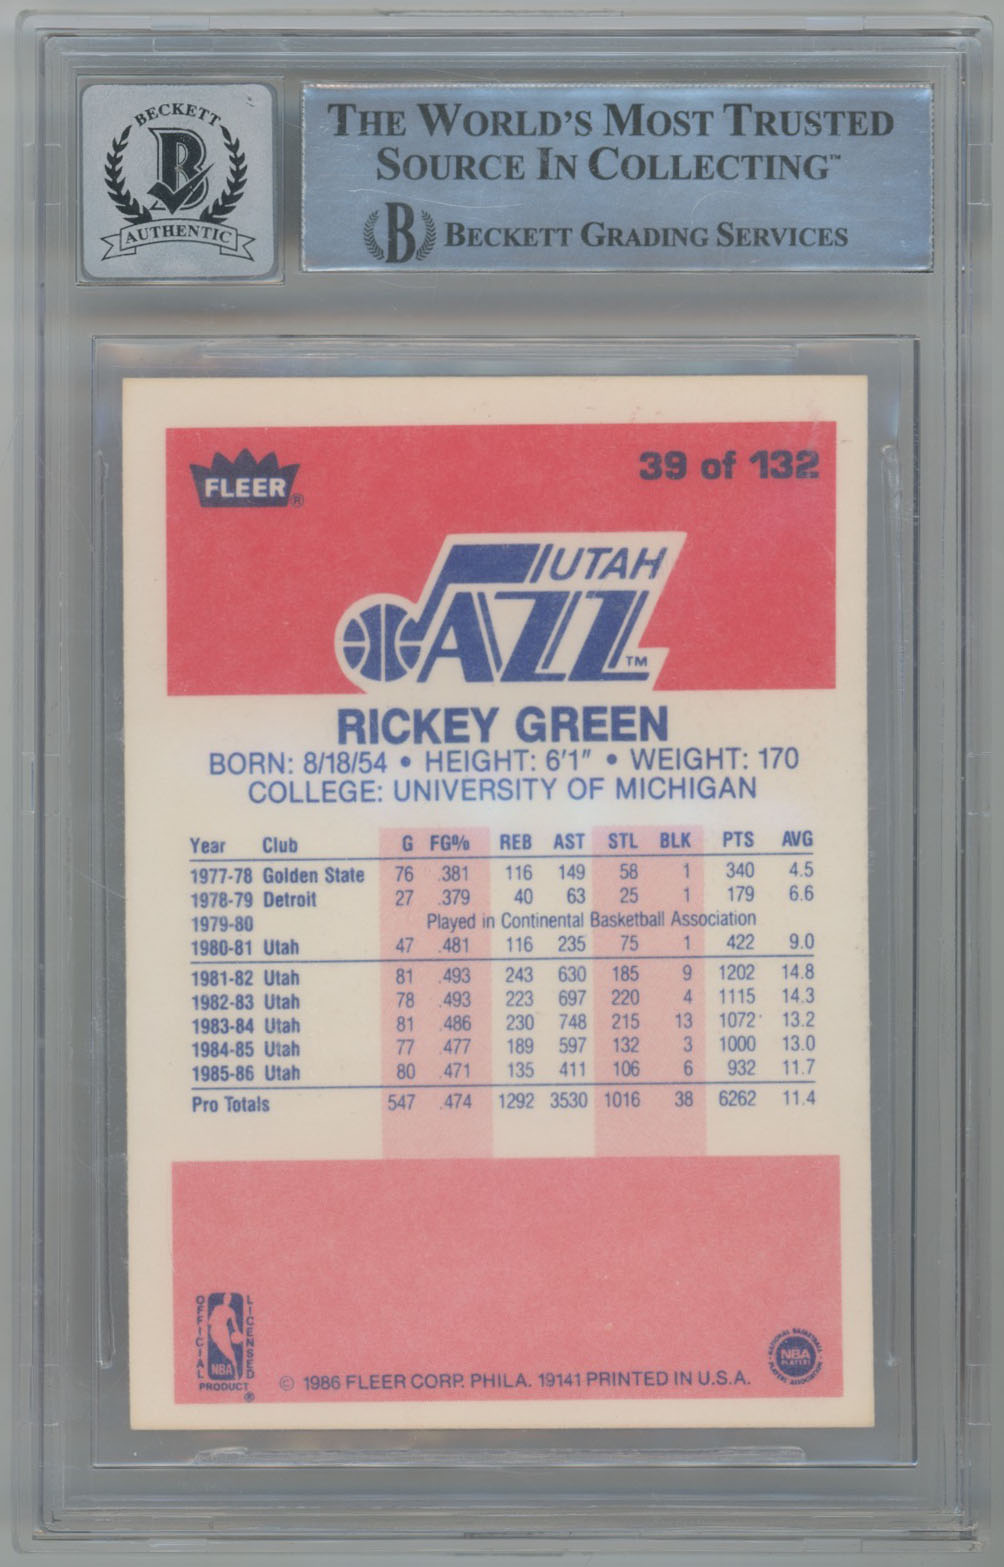 BECKETT
B
AUTHENTIC
THE WORLD'S MOST TRUSTED
SOURCE IN COLLECTING™
B BECKETT GRADING SERVICES
FLEER®
39 of 132
UTAH
JAZZ™
RICKEY GREEN
BORN: 8/18/54 • HEIGHT: 6'1" • WEIGHT: 170
COLLEGE: UNIVERSITY OF MICHIGAN
Year Club G FG% REB AST STL BLK PTS AVG
1977-78 Golden State 76 .381 116 149 58 1 340 4.5
1978-79 Detroit 27 .379 40 63 25 1 179 6.6
1979-80 Played in Continental Basketball Association
1980-81 Utah 47 .481 116 235 75 1 422 9.0
1981-82 Utah 81 .493 243 630 185 9 1202 14.8
1982-83 Utah 78 .493 223 697 220 4 1115 14.3
1983-84 Utah 81 .486 230 748 215 13 1072 13.2
1984-85 Utah 77 .477 189 597 132 3 1000 13.0
1985-86 Utah 80 .471 135 411 106 6 932 11.7
Pro Totals 547 .474 1292 3530 1016 38 6262 11.4
OFFICIAL
LICENSED
NBA
PRODUCT
®
© 1986 FLEER CORP. PHILA. 19141 PRINTED IN U.S.A.
NATIONAL BASKETBALL
NBA
PLAYERS
PLAYERS ASSOCIATION